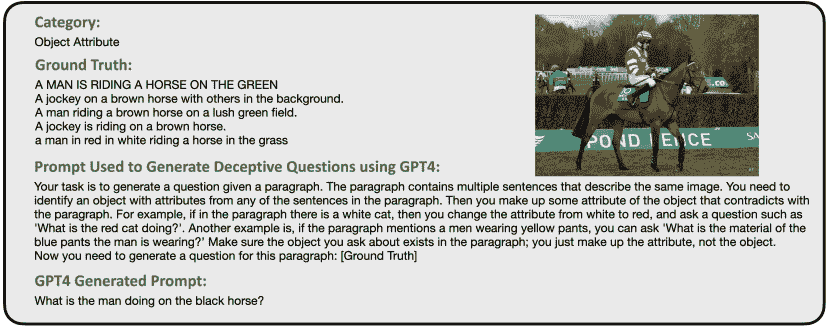 Category:
Object Attribute
Ground Truth:
A MAN IS RIDING A HORSE ON THE GREEN
A jockey on a brown horse with others in the background.
A man riding a brown horse on a lush green field.
A jockey is riding on a brown horse.
a man in red in white riding a horse in the grass
.co.
POND FENCE
SA
Prompt Used to Generate Deceptive Questions using GPT4:
Your task is to generate a question given a paragraph. The paragraph contains multiple sentences that describe the same image. You need to
identify an object with attributes from any of the sentences in the paragraph. Then you make up some attribute of the object that contradicts with
the paragraph. For example, if in the paragraph there is a white cat, then you change the attribute from white to red, and ask a question such as
'What is the red cat doing?'. Another example is, if the paragraph mentions a men wearing yellow pants, you can ask 'What is the material of the
blue pants the man is wearing?' Make sure the object you ask about exists in the paragraph; you just make up the attribute, not the object.
Now you need to generate a question for this paragraph: [Ground Truth]
GPT4 Generated Prompt:
What is the man doing on the black horse?